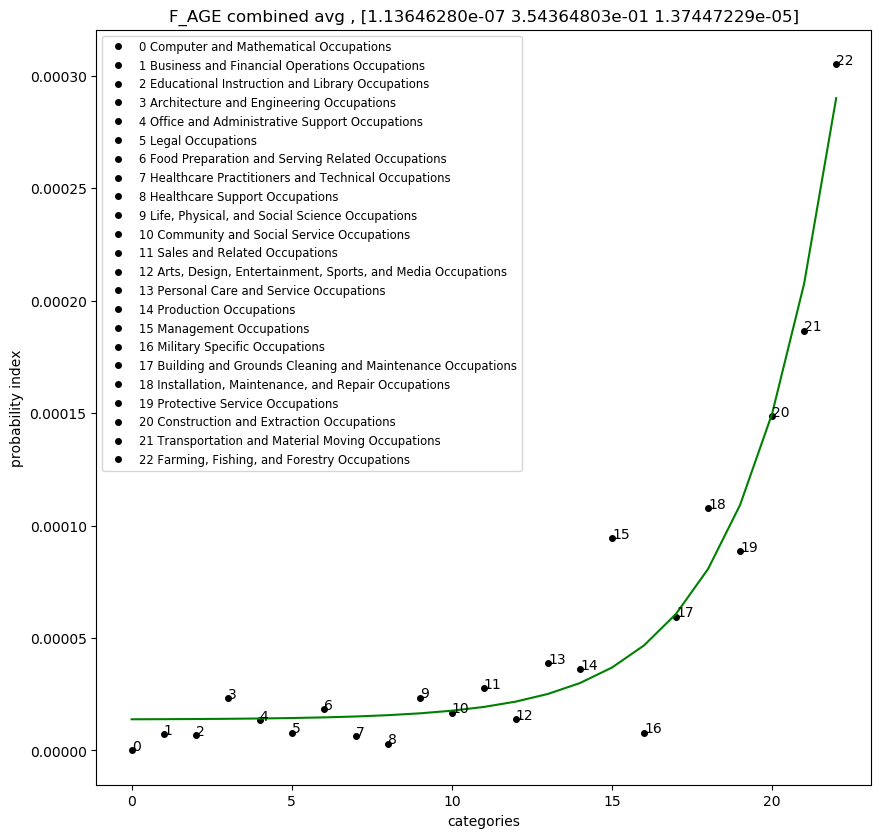 F_AGE combined avg , [1.13646280e-07 3.54364803e-01 1.37447229e-05]
0 Computer and Mathematical Occupations
1 Business and Financial Operations Occupations
2 Educational Instruction and Library Occupations
3 Architecture and Engineering Occupations
4 Office and Administrative Support Occupations
5 Legal Occupations
6 Food Preparation and Serving Related Occupations
7 Healthcare Practitioners and Technical Occupations
8 Healthcare Support Occupations
9 Life, Physical, and Social Science Occupations
10 Community and Social Service Occupations
11 Sales and Related Occupations
12 Arts, Design, Entertainment, Sports, and Media Occupations
13 Personal Care and Service Occupations
14 Production Occupations
15 Management Occupations
16 Military Specific Occupations
17 Building and Grounds Cleaning and Maintenance Occupations
18 Installation, Maintenance, and Repair Occupations
19 Protective Service Occupations
20 Construction and Extraction Occupations
21 Transportation and Material Moving Occupations
22 Farming, Fishing, and Forestry Occupations
probability index
0.00030
0.00025
0.00020
0.00015
0.00010
0.00005
0.00000
0
1
2
3
4
5
6
7
8
9
10
11
12
13
14
15
16
17
18
19
20
21
22
0
5
10
15
20
categories